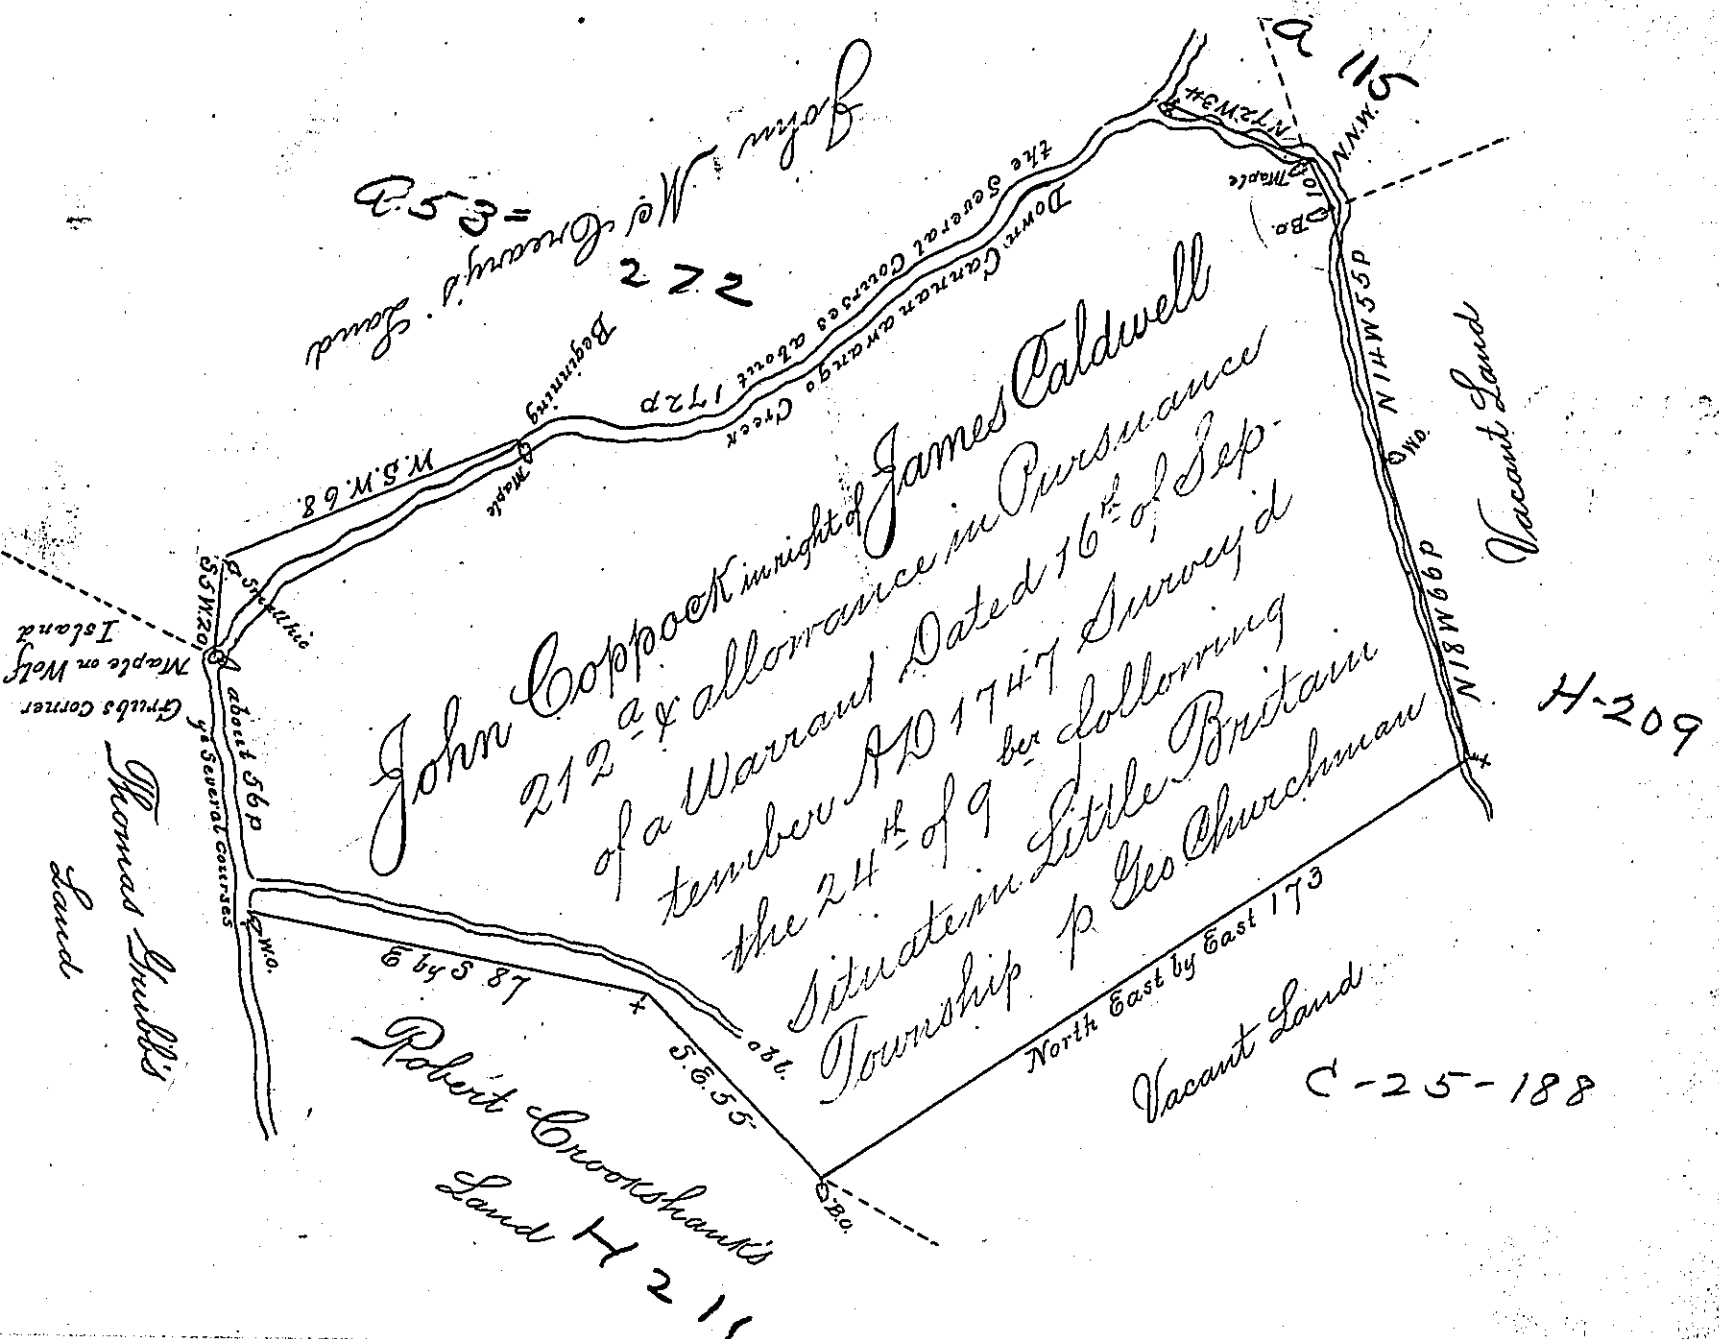 a 115
John McCreary's Land
P. 53 =
222
Beginning
Maple
the Several Courses about 172 p
Down Cannanawango Creek
N 72 W 34
N.N.W.
10
Maple
B.O.
N 14 W 55 P
W.O.
N 18 W 99 P
Vacant Land
H-209
W.S.W. 68.
S 5 W. 20
Grubs Corner
Maple on Wolf
Island
about 56 p
ye Several Courses
Thomas Grubb's
Land
W.O.
E by S 87
S.E. 55
John Coppock in right of James Caldwell
212 a & allowance in Pursuance
of a Warrant Dated 16th of Sep-
tember AD 1747 Survey'd
the 24th of 9ber following
Situate in Little Britain
Township p Geo Churchman
North East by East 173
Vacant Land
C-25-188
Robert Crookshank's
Land H 211
B.O.